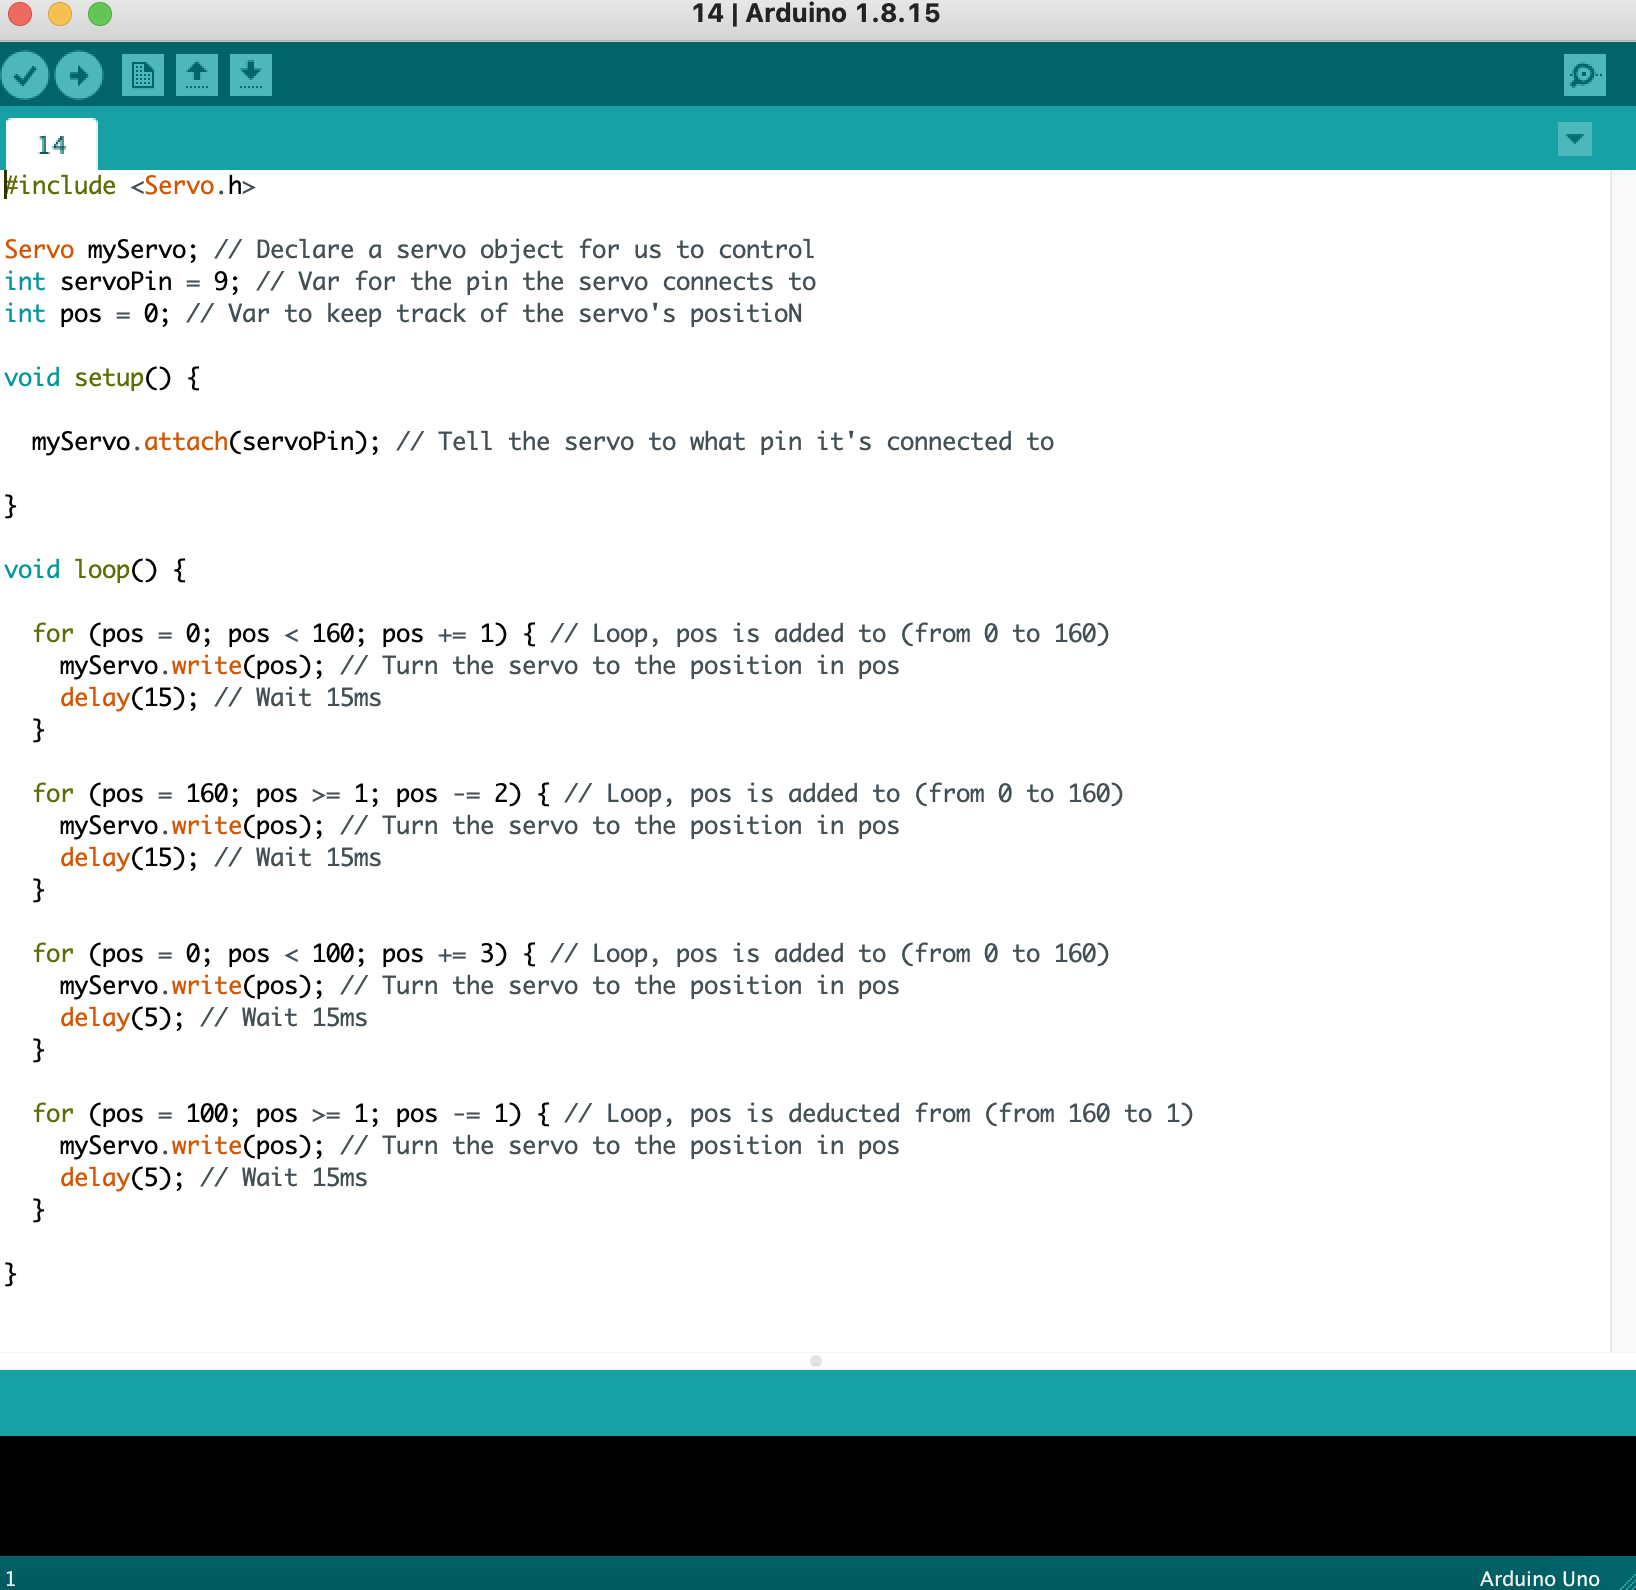 14 | Arduino 1.8.15
14
#include <Servo.h>
Servo myServo; // Declare a servo object for us to control
int servoPin = 9; // Var for the pin the servo connects to
int pos = 0; // Var to keep track of the servo's positioN
void setup() {
myServo.attach(servoPin); // Tell the servo to what pin it's connected to
}
void loop() {
for (pos = 0; pos < 160; pos += 1) { // Loop, pos is added to (from 0 to 160)
myServo.write(pos); // Turn the servo to the position in pos
delay(15); // Wait 15ms
}
for (pos = 160; pos >= 1; pos -= 2) { // Loop, pos is added to (from 0 to 160)
myServo.write(pos); // Turn the servo to the position in pos
delay(15); // Wait 15ms
}
for (pos = 0; pos < 100; pos += 3) { // Loop, pos is added to (from 0 to 160)
myServo.write(pos); // Turn the servo to the position in pos
delay(5); // Wait 15ms
}
for (pos = 100; pos >= 1; pos -= 1) { // Loop, pos is deducted from (from 160 to 1)
myServo.write(pos); // Turn the servo to the position in pos
delay(5); // Wait 15ms
}
}
1
Arduino Uno